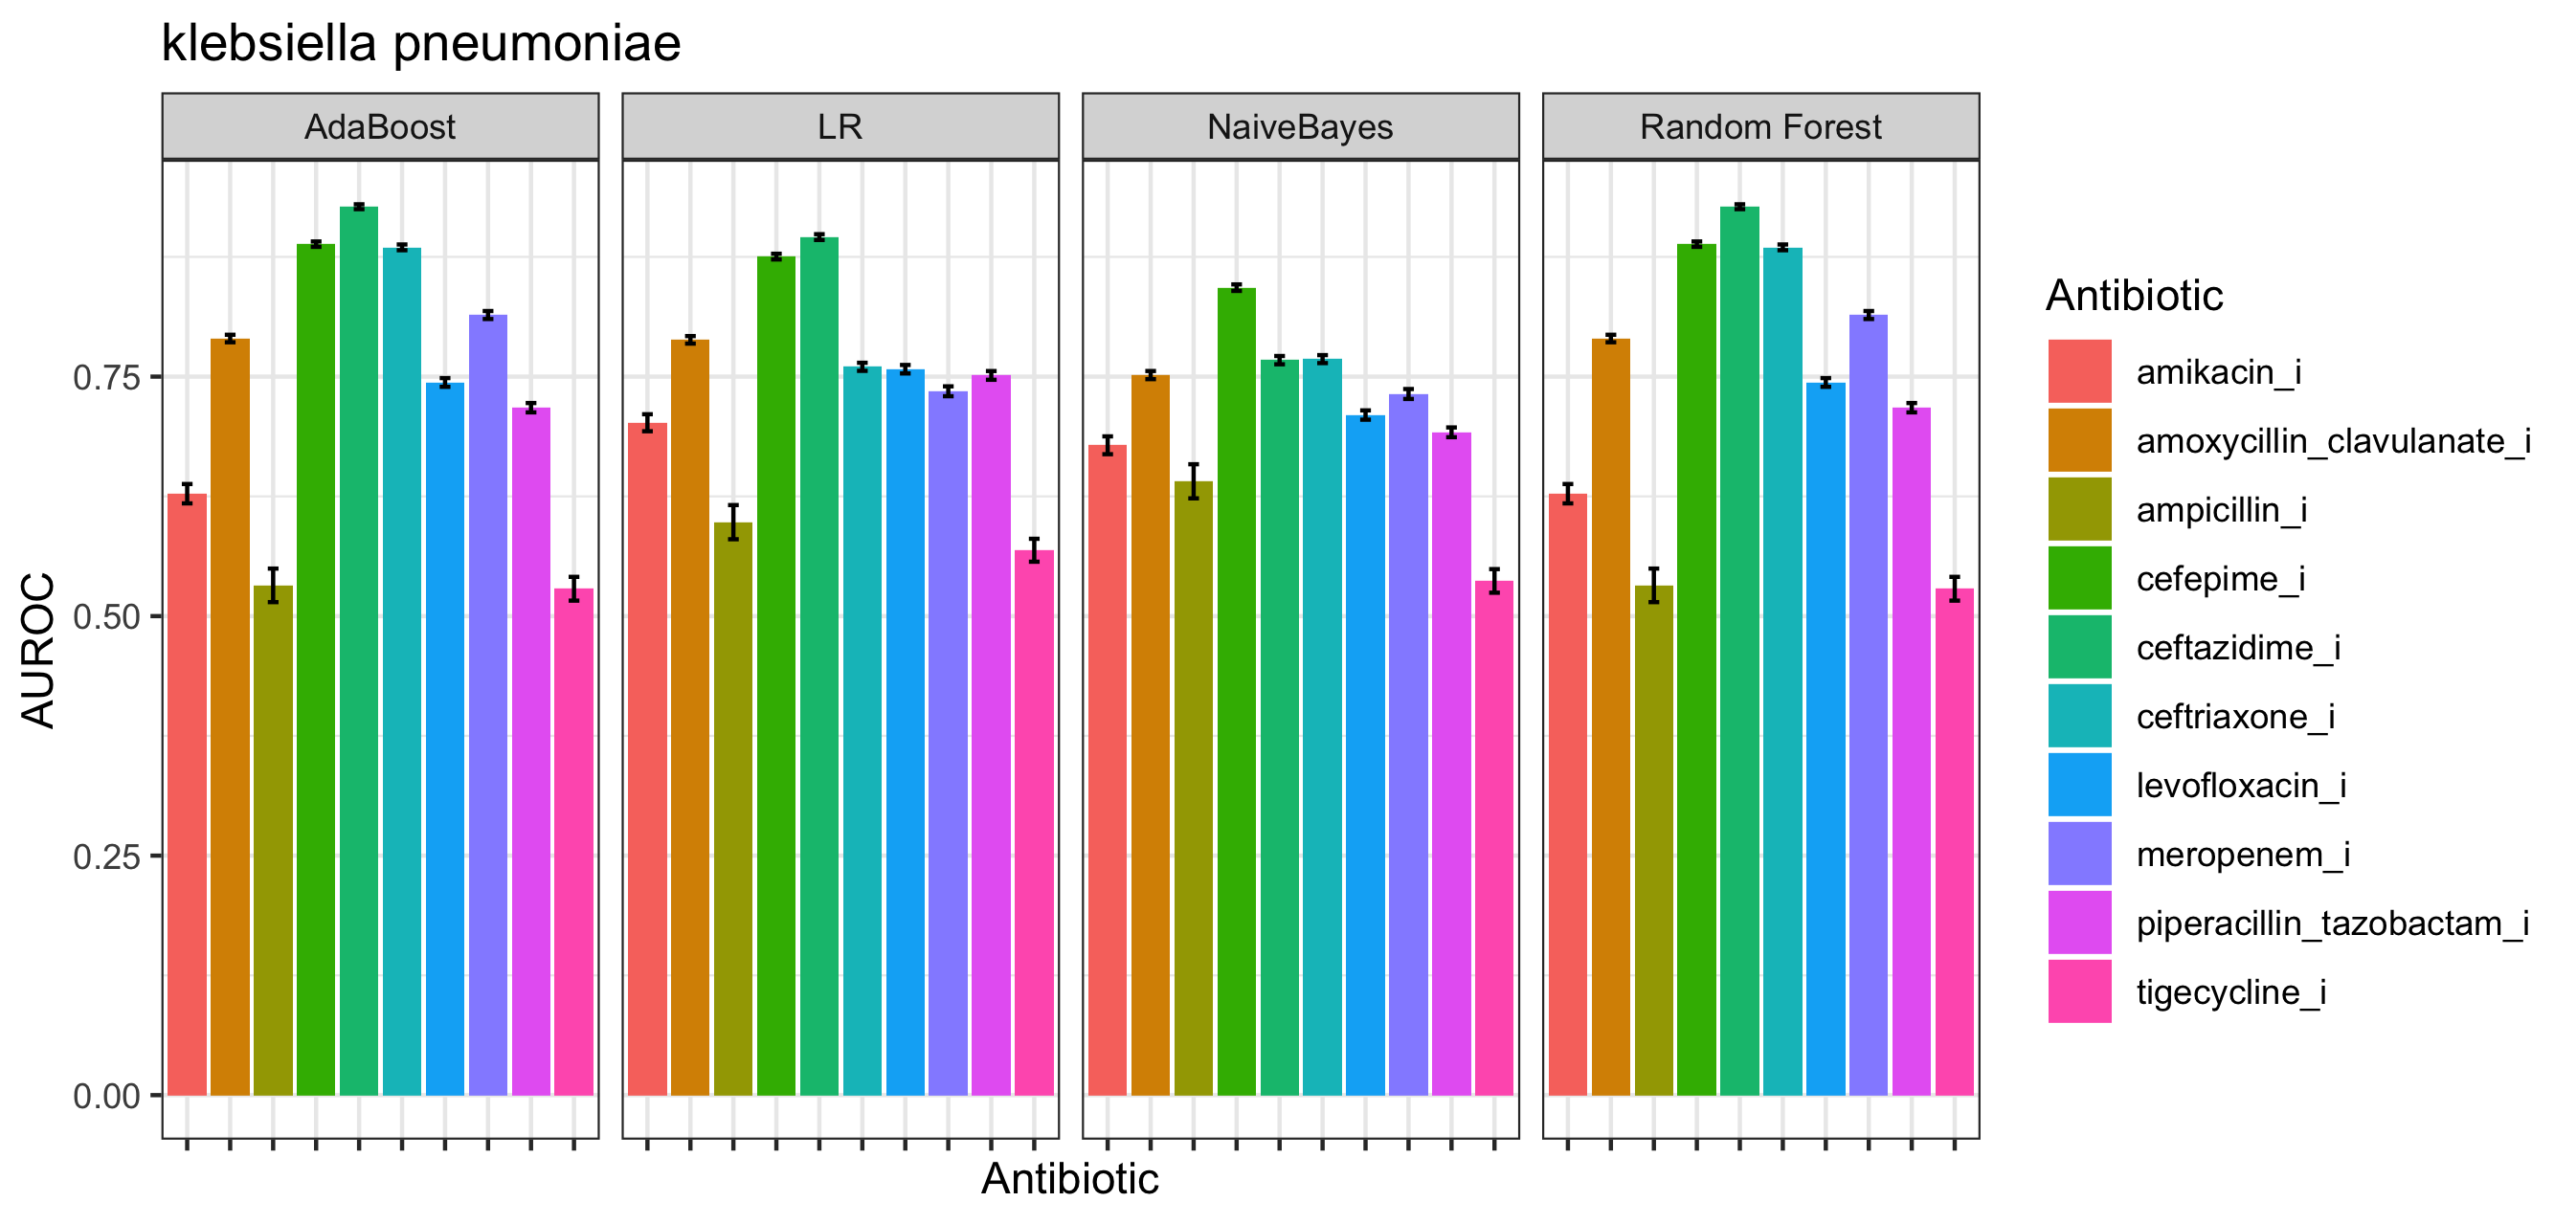 klebsiella pneumoniae
AdaBoost
LR
NaiveBayes
Random Forest
AUROC
0.75
0.50
0.25
0.00
Antibiotic
Antibiotic
amikacin_i
amoxycillin_clavulanate_i
ampicillin_i
cefepime_i
ceftazidime_i
ceftriaxone_i
levofloxacin_i
meropenem_i
piperacillin_tazobactam_i
tigecycline_i